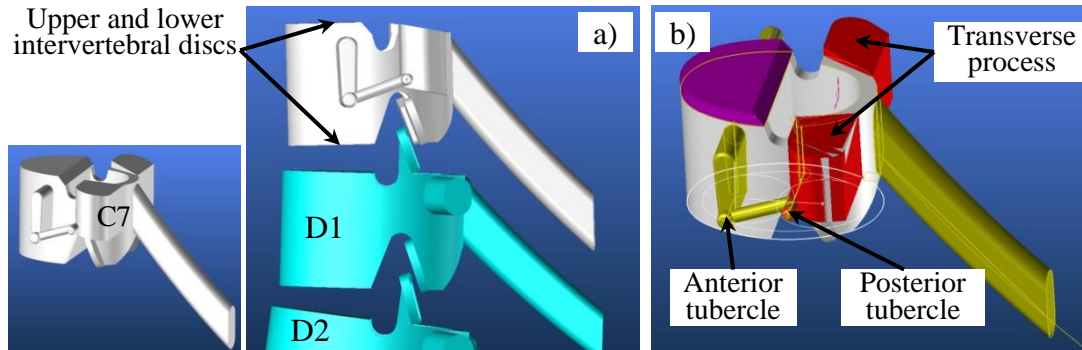 Upper and lower
intervertebral discs
a)
b)
Transverse
process
C7
D1
D2
Anterior
tubercle
Posterior
tubercle